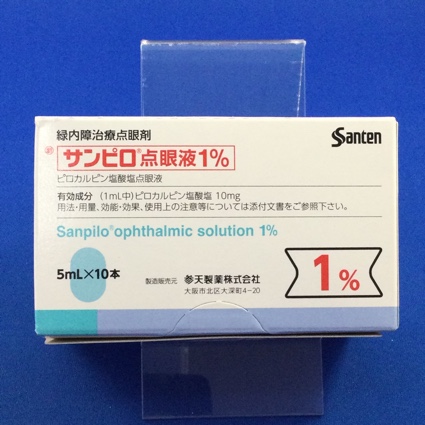 緑内障治療点眼剤
Santen
サンピロ®点眼液1%
ピロカルピン塩酸塩点眼液
有効成分 (1mL中)ピロカルピン塩酸塩 10mg
用法・用量、効能・効果、使用上の注意等については添付文書をご参照下さい。
Sanpilo®ophthalmic solution 1%
5mL×10本
製造販売元 参天製薬株式会社
大阪市北区大深町4-20
1%